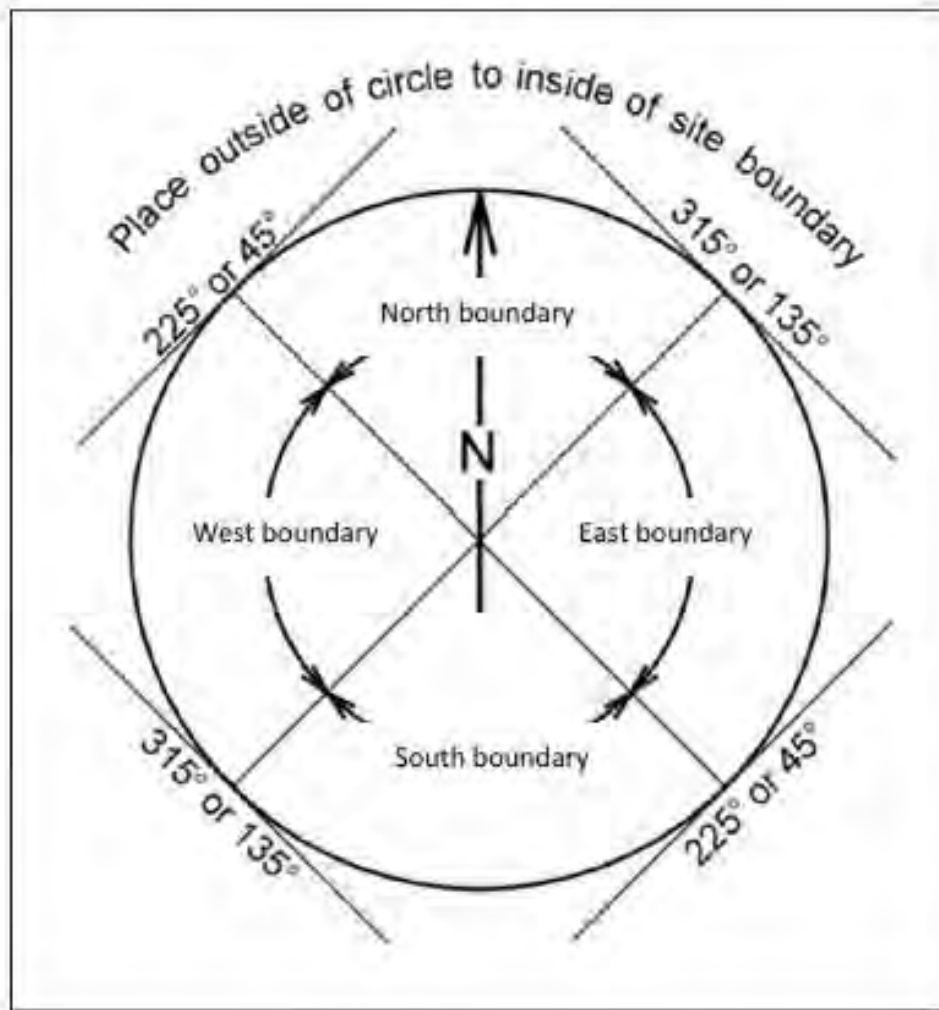 Place outside of circle to inside of site boundary
225° or 45°
315° or 135°
North boundary
N
West boundary
East boundary
South boundary
315° or 135°
225° or 45°